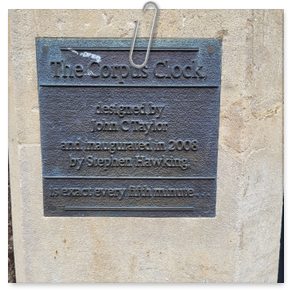 The Corpus Clock
designed by
John C Taylor
and inaugurated in 2008
by Stephen Hawking,
is exact every fifth minute.